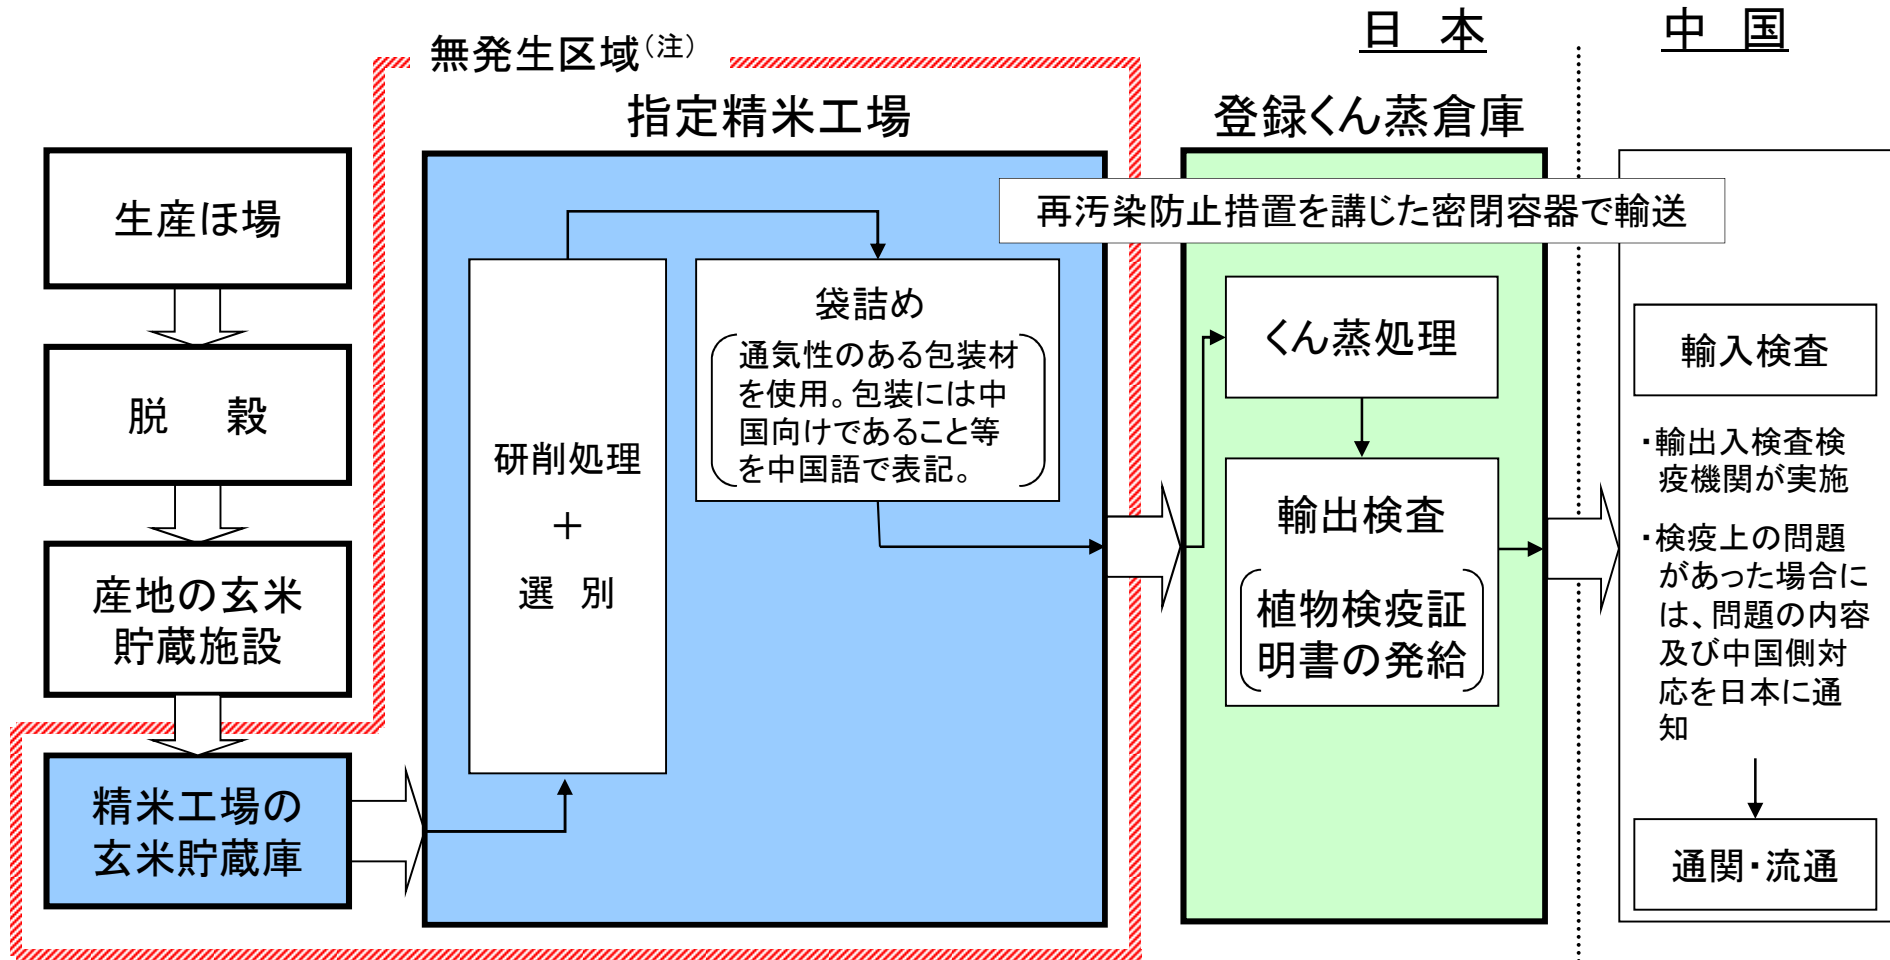 日 本
中 国
無発生区域(注)
指定精米工場
登録くん蒸倉庫
再汚染防止措置を講じた密閉容器で輸送
生産ほ場
脱 穀
産地の玄米
貯蔵施設
精米工場の
玄米貯蔵庫
研削処理
＋
選 別
袋詰め
通気性のある包装材
を使用。包装には中
国向けであること等
を中国語で表記。
くん蒸処理
輸出検査
植物検疫証
明書の発給
輸入検査
・輸出入検査検
疫機関が実施
・検疫上の問題
があった場合に
は、問題の内容
及び中国側対
応を日本に通
知
通関・流通